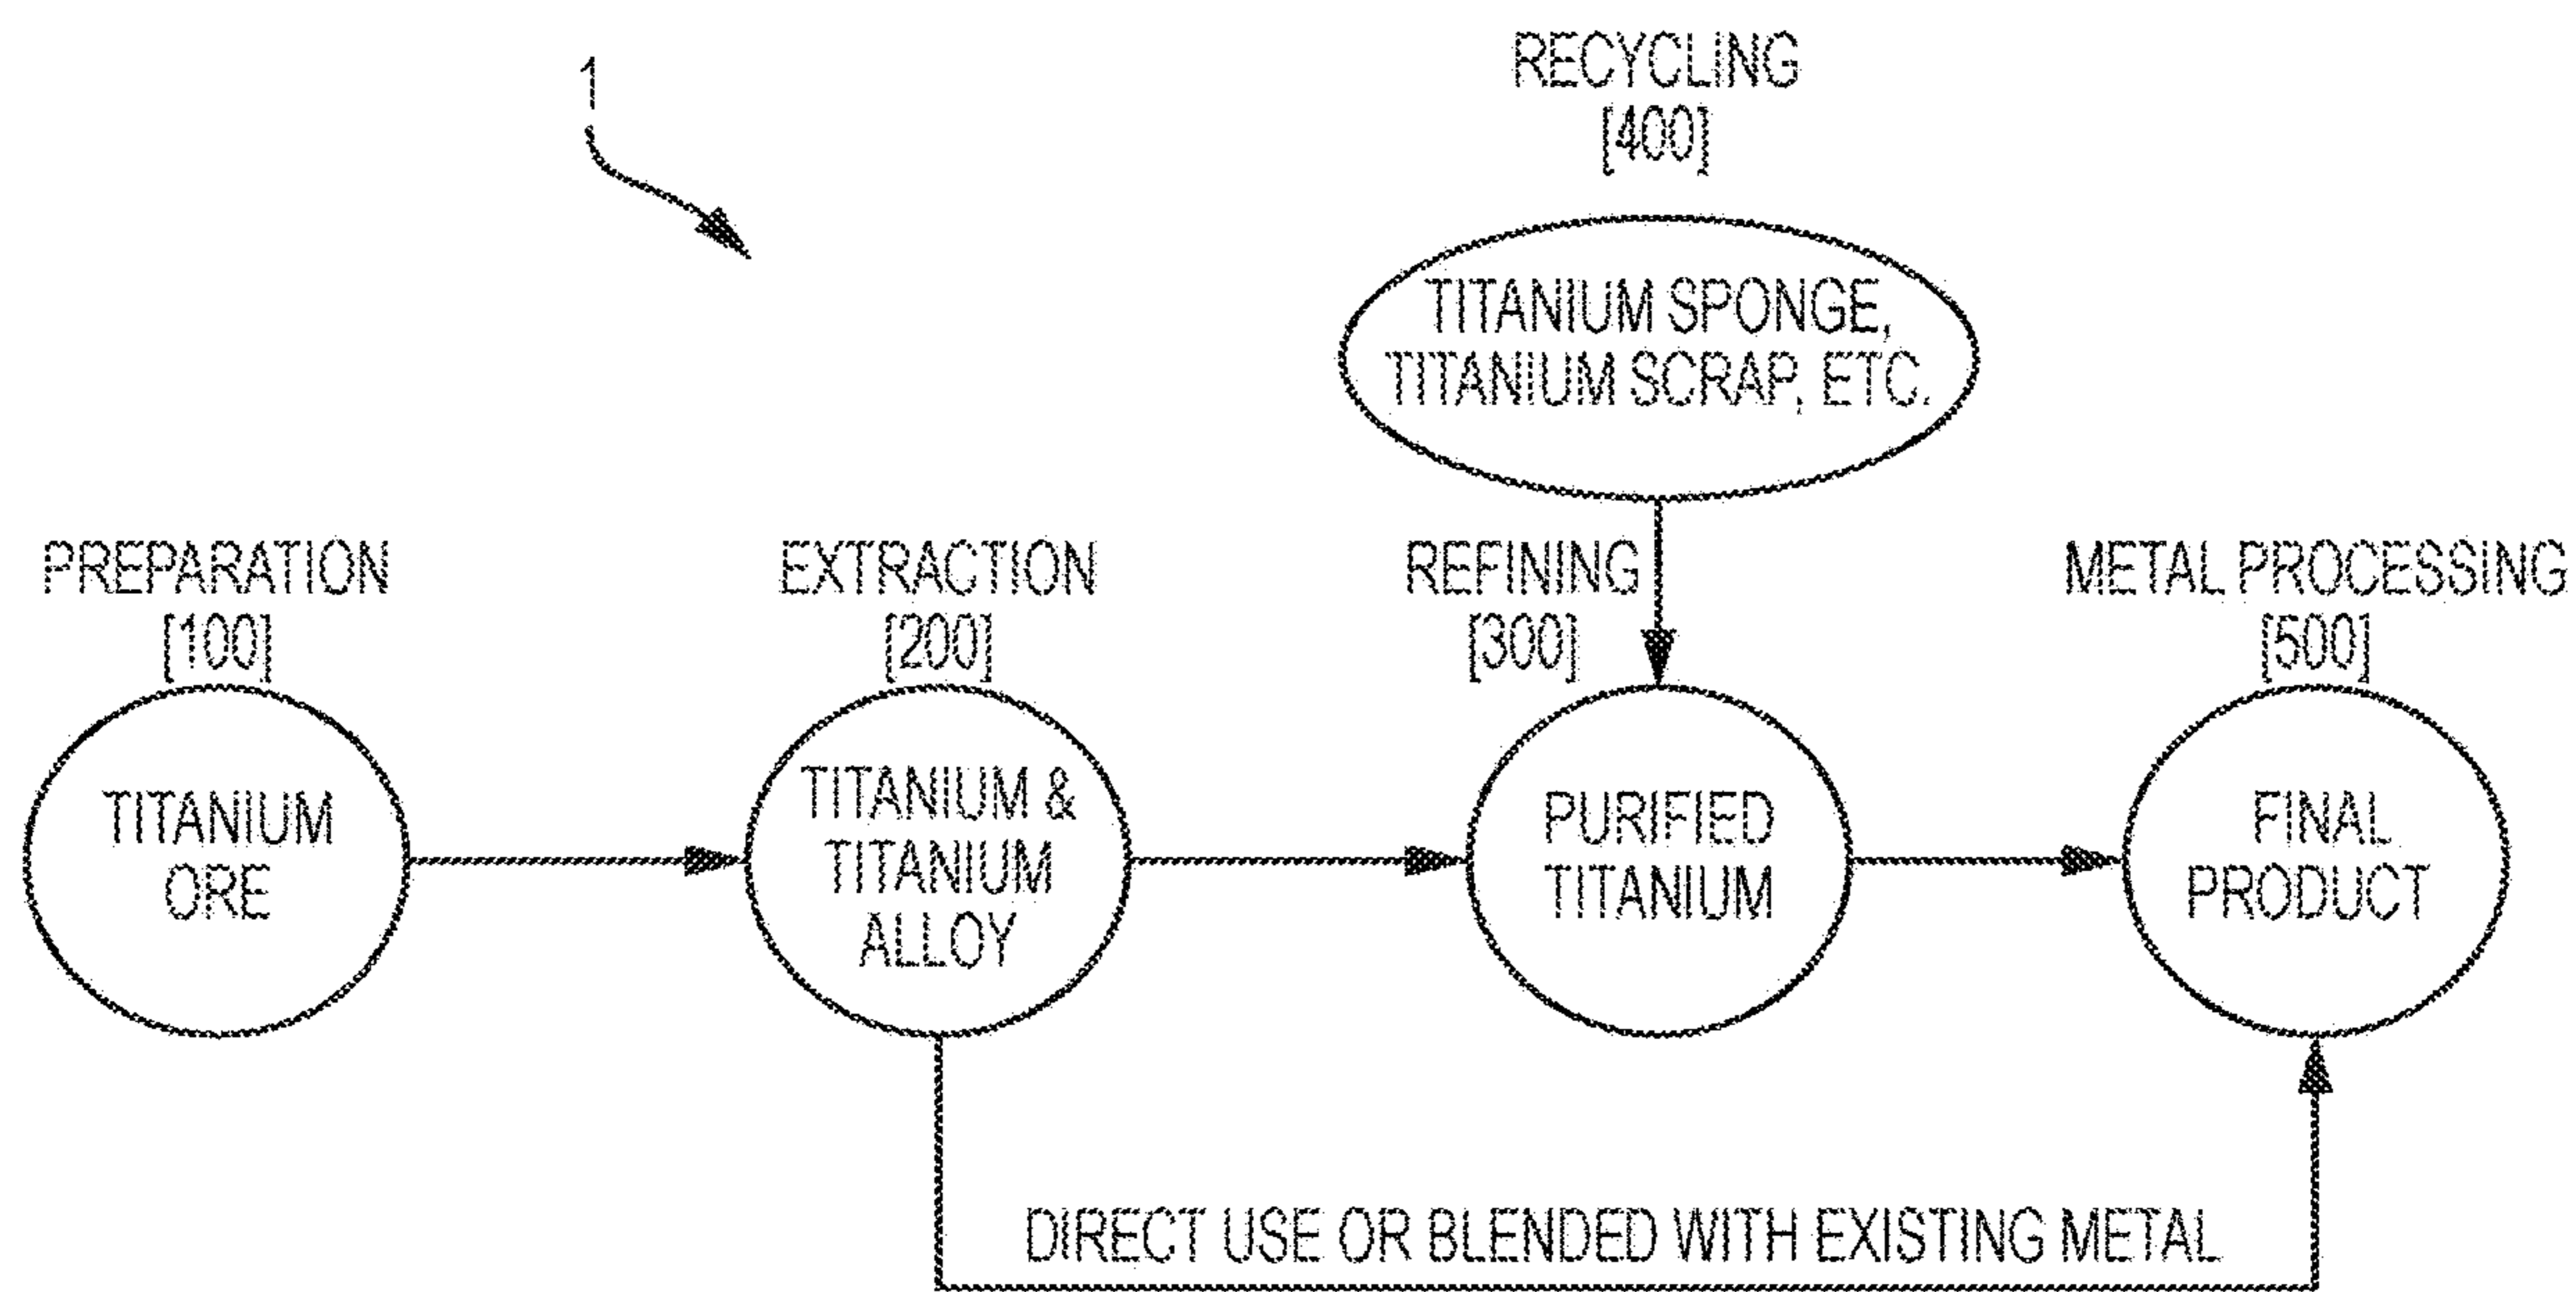 1
RECYCLING
[400]
TITANIUM SPONGE,
TITANIUM SCRAP, ETC.
PREPARATION
[100]
TITANIUM
ORE
EXTRACTION
[200]
TITANIUM &
TITANIUM
ALLOY
REFINING
[300]
PURIFIED
TITANIUM
METAL PROCESSING
[500]
FINAL
PRODUCT
DIRECT USE OR BLENDED WITH EXISTING METAL